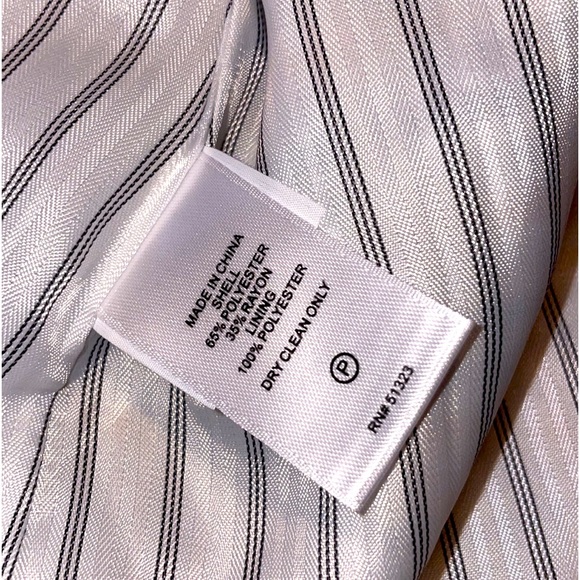 MADE IN CHINA
SHELL
65% POLYESTER
35% RAYON
LINING
100% POLYESTER
DRY CLEAN ONLY
P
RN# 51323